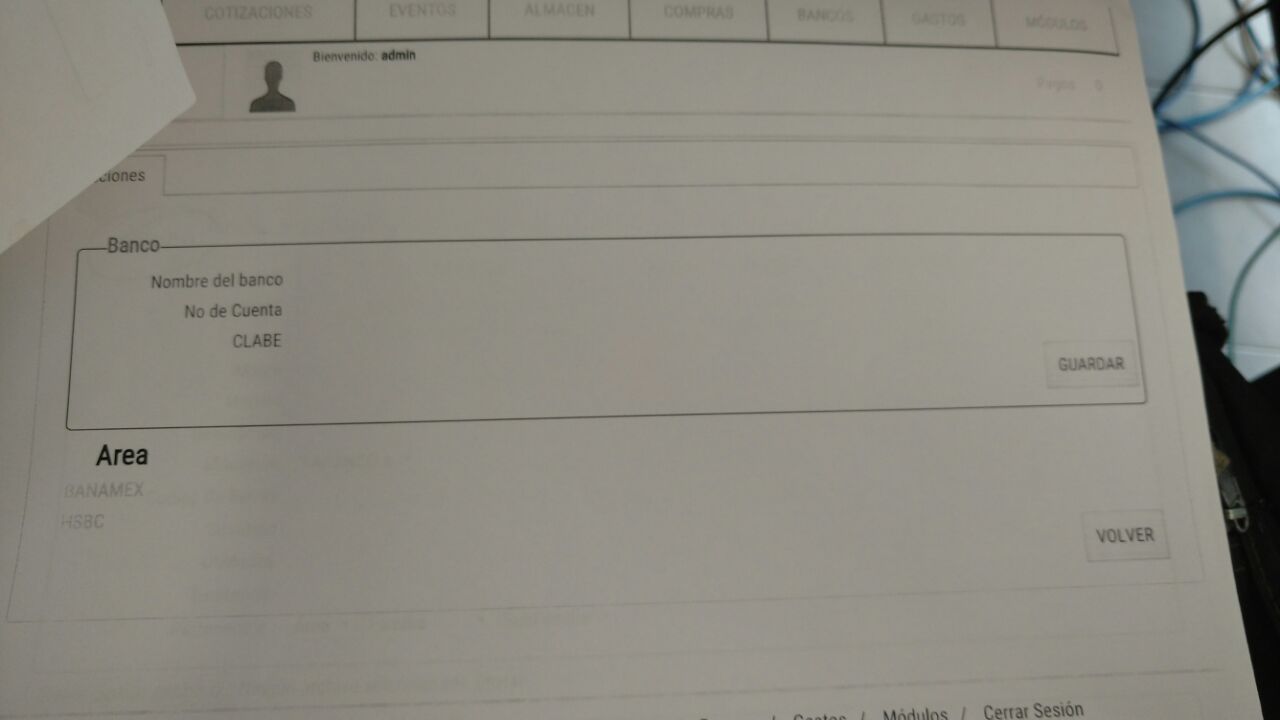 COTIZACIONES EVENTOS ALMACEN COMPRAS BANCOS GASTOS MÓDULOS
Bienvenido: admin
Pagos 0
ciones
Banco
Nombre del banco
No de Cuenta
CLABE
GUARDAR
Area
BANAMEX
HSBC
VOLVER
/ Gastos / Módulos / Cerrar Sesión